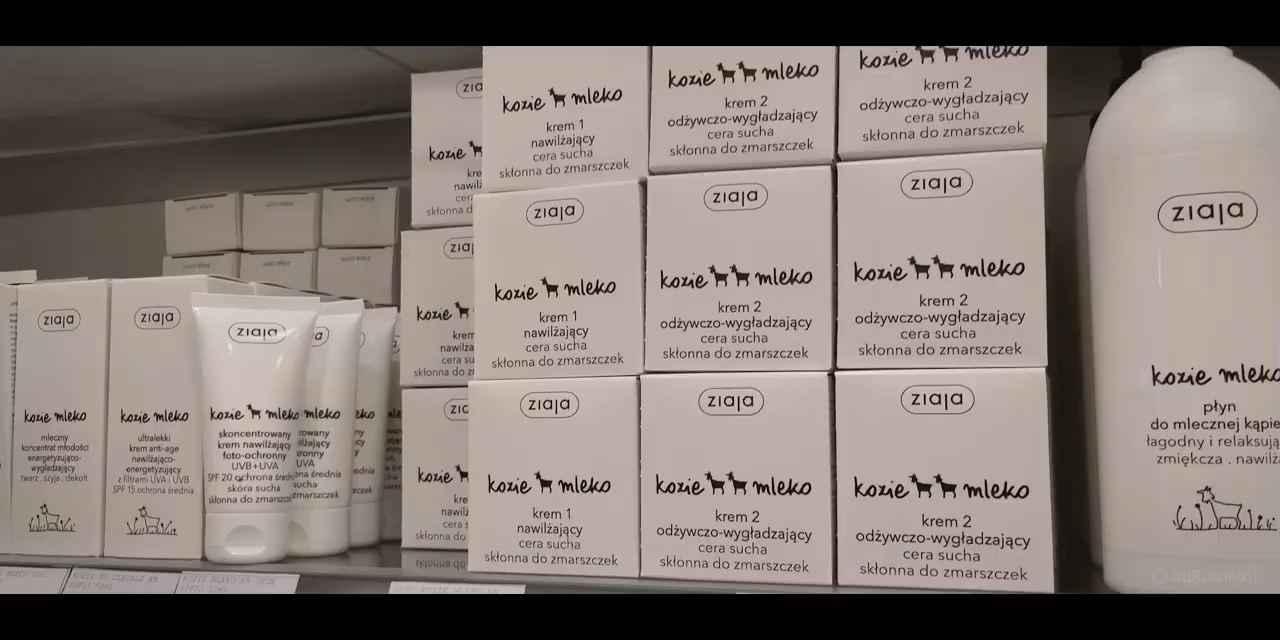 ziaja
kozie mleko
mleczny
koncentrat młodości
energetyzująco-
wygładzający
twarz . szyja . dekolt
ziaja
kozie mleko
ultralekki
krem anti-age
nawilżająco-
energetyzujący
z filtrami UVA i UVB
SPF 15 ochrona średnia
ziaja
kozie mleko
skoncentrowany
krem nawilżający
foto-ochronny
UVB+UVA
SPF 20 ochrona średnia
skóra sucha
skłonna do zmarszczek
mleko
kozie
kozie
kozie
kozie mleko
krem 1
nawilżający
cera sucha
skłonna do zmarszczek
kozie mleko
krem 2
odżywczo-wygładzający
cera sucha
skłonna do zmarszczek
kozie mleko
krem 2
odżywczo-wygładzający
cera sucha
skłonna do zmarszczek
ziaja
kozie mleko
krem 1
nawilżający
cera sucha
skłonna do zmarszczek
ziaja
kozie mleko
krem 2
odżywczo-wygładzający
cera sucha
skłonna do zmarszczek
ziaja
kozie mleko
krem 2
odżywczo-wygładzający
cera sucha
skłonna do zmarszczek
ziaja
kozie mleko
krem 1
nawilżający
cera sucha
skłonna do zmarszczek
ziaja
kozie mleko
krem 2
odżywczo-wygładzający
cera sucha
skłonna do zmarszczek
ziaja
kozie mleko
krem 2
odżywczo-wygładzający
cera sucha
skłonna do zmarszczek
ziaja
kozie mleko
płyn
do mlecznej kąpie
łagodny i relaksują
zmiękcza . nawilż